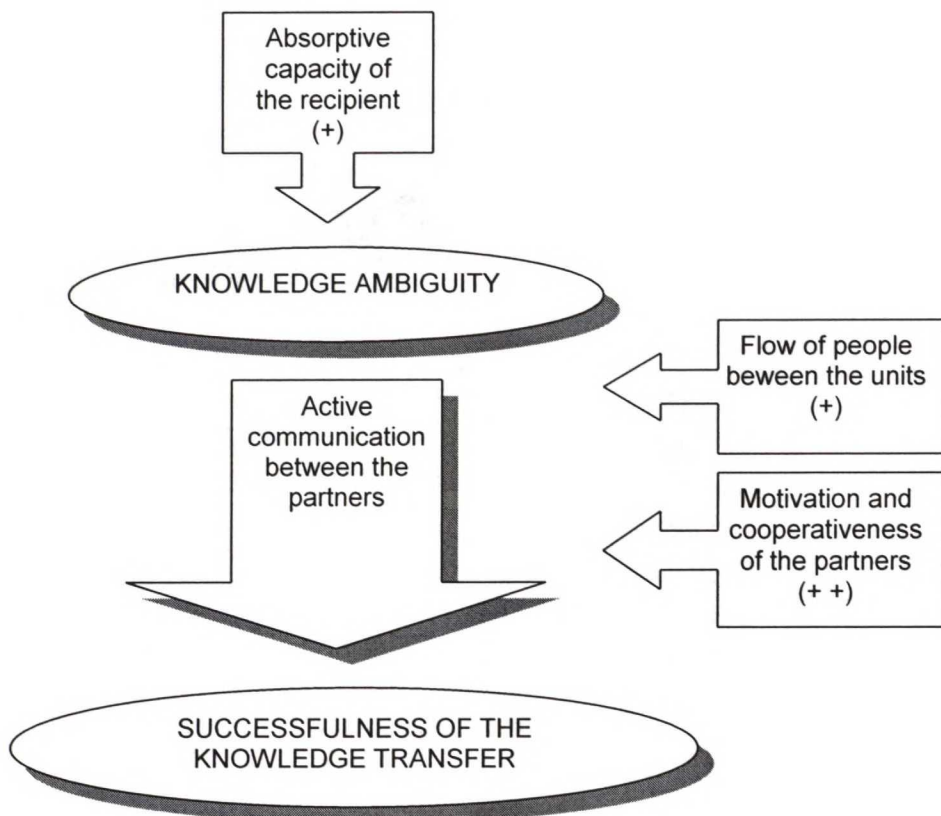 Absorptive
capacity of
the recipient
(+)
KNOWLEDGE AMBIGUITY
Flow of people
beween the units
(+)
Active
communication
between the
partners
Motivation and
cooperativeness
of the partners
(+ +)
SUCCESSFULNESS OF THE
KNOWLEDGE TRANSFER